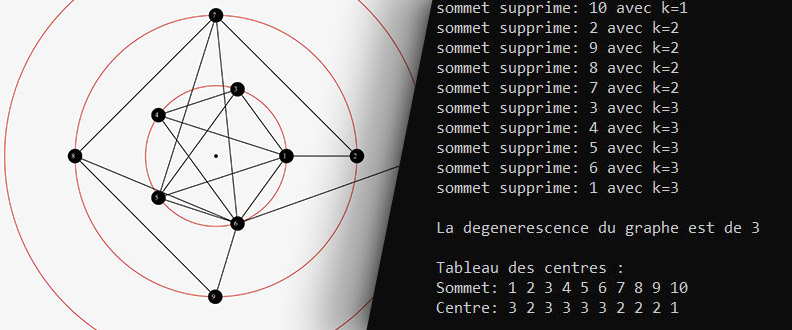 7
3
4
8
1
2
5
6
9
sommet supprime: 10 avec k=1
sommet supprime: 2 avec k=2
sommet supprime: 9 avec k=2
sommet supprime: 8 avec k=2
sommet supprime: 7 avec k=2
sommet supprime: 3 avec k=3
sommet supprime: 4 avec k=3
sommet supprime: 5 avec k=3
sommet supprime: 6 avec k=3
sommet supprime: 1 avec k=3
La degenerescence du graphe est de 3
Tableau des centres :
Sommet: 1 2 3 4 5 6 7 8 9 10
Centre: 3 2 3 3 3 3 2 2 2 1